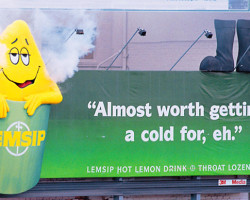 LEMSIP
“Almost worth gettin
a cold for, eh.”
LEMSIP HOT LEMON DRINK @ THROAT LOZEN